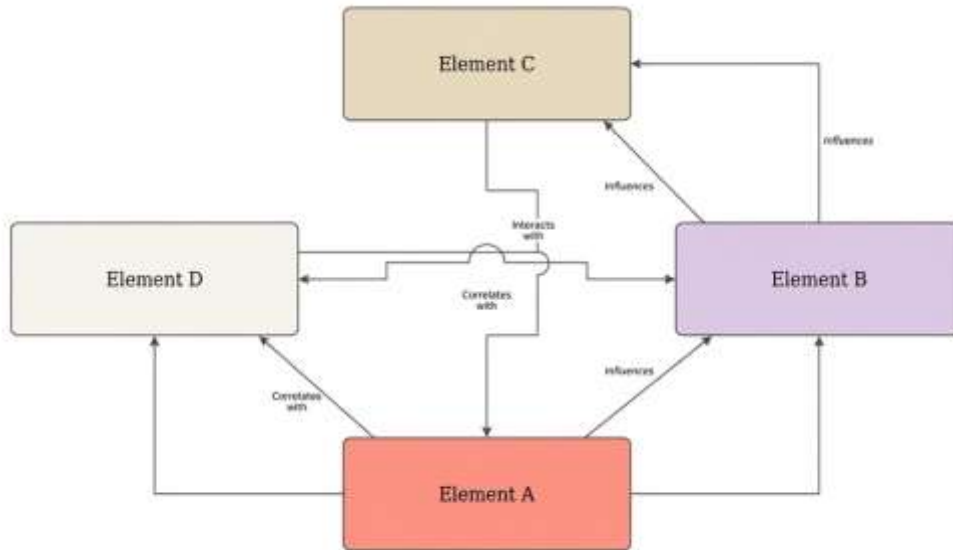 Element C
Influences
Influences
Interacts
with
Element D
Element B
Correlates
with
Influences
Correlates
with
Element A